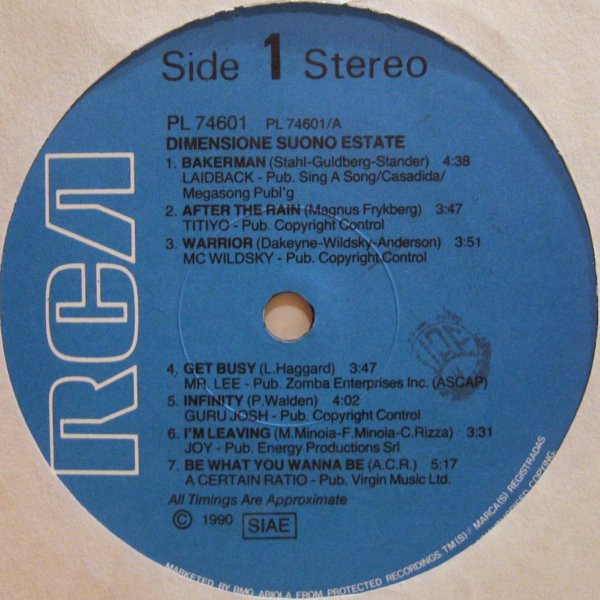 Side 1 Stereo
PL 74601 PL 74601/A
DIMENSIONE SUONO ESTATE
1. BAKERMAN (Stahl-Guldberg-Stander) 4:38
LAIDBACK - Pub. Sing A Song/Casadida/
Megasong Publ'g
2. AFTER THE RAIN (Magnus Frykberg) 3:47
TITIYO - Pub. Copyright Control
3. WARRIOR (Dakeyne-Wildsky-Anderson) 3:51
MC WILDSKY - Pub. Copyright Control
RCA
4. GET BUSY (L. Haggard) 3:47
MR. LEE - Pub. Zomba Enterprises Inc. (ASCAP)
5. INFINITY (P. Walden) 4:02
GURU JOSH - Pub. Copyright Control
6. I'M LEAVING (M. Minoia-F. Minoia-C. Rizza) 3:31
JOY - Pub. Energy Productions Srl
7. BE WHAT YOU WANNA BE (A.C.R.) 5:17
A CERTAIN RATIO - Pub. Virgin Music Ltd.
All Timings Are Approximate
© 1990 SIAE
MARKETED BY BMG ARIOLA FROM PROTECTED RECORDINGS. TM(S) ® MARCA(S) REGISTRADAS
COPYING